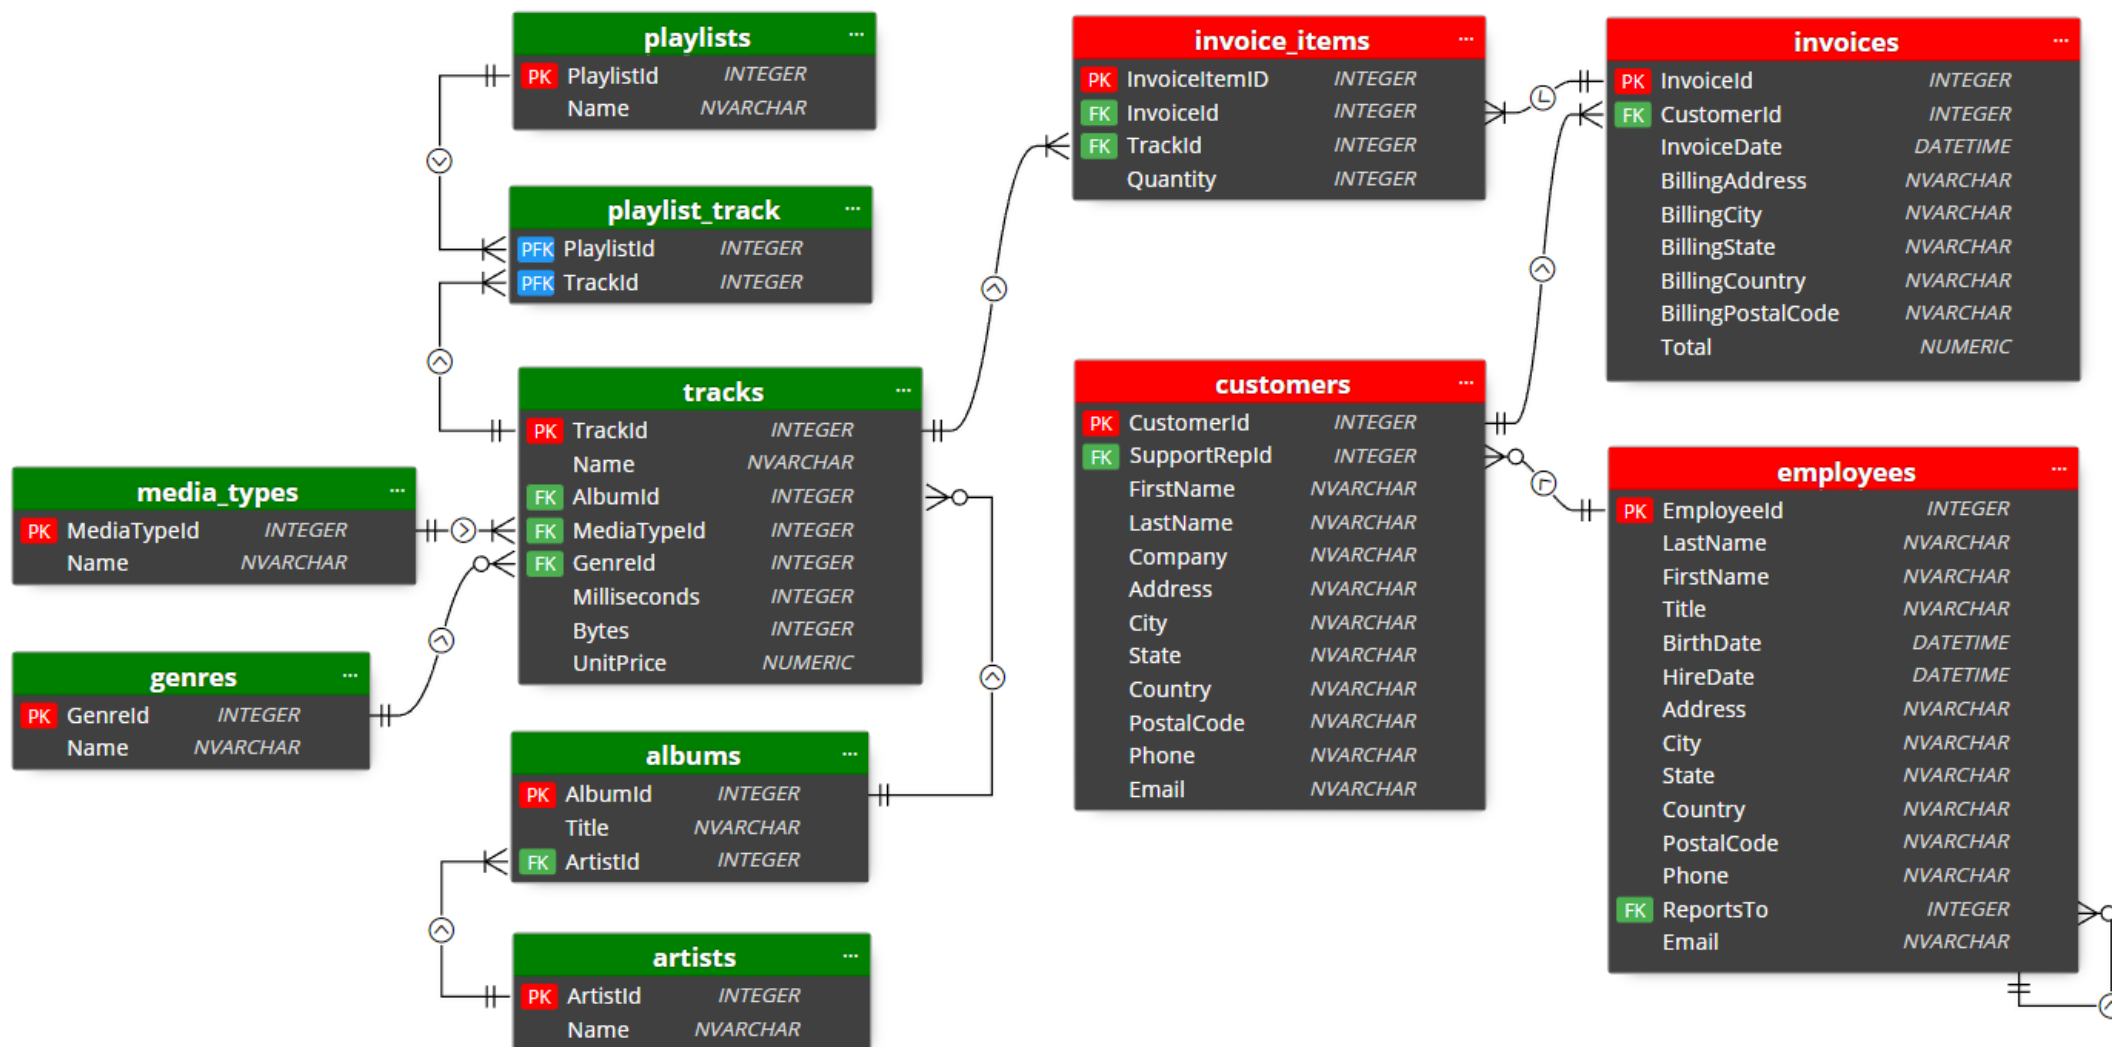 playlists ...
PK PlaylistId INTEGER
Name NVARCHAR
playlist_track ...
PFK PlaylistId INTEGER
PFK TrackId INTEGER
tracks ...
PK TrackId INTEGER
Name NVARCHAR
FK AlbumId INTEGER
FK MediaTypeId INTEGER
FK GenreId INTEGER
Milliseconds INTEGER
Bytes INTEGER
UnitPrice NUMERIC
media_types ...
PK MediaTypeId INTEGER
Name NVARCHAR
genres ...
PK GenreId INTEGER
Name NVARCHAR
albums ...
PK AlbumId INTEGER
Title NVARCHAR
FK ArtistId INTEGER
artists ...
PK ArtistId INTEGER
Name NVARCHAR
invoice_items ...
PK InvoiceItemID INTEGER
FK InvoiceId INTEGER
FK TrackId INTEGER
Quantity INTEGER
customers ...
PK CustomerId INTEGER
FK SupportRepId INTEGER
FirstName NVARCHAR
LastName NVARCHAR
Company NVARCHAR
Address NVARCHAR
City NVARCHAR
State NVARCHAR
Country NVARCHAR
PostalCode NVARCHAR
Phone NVARCHAR
Email NVARCHAR
invoices ...
PK InvoiceId INTEGER
FK CustomerId INTEGER
InvoiceDate DATETIME
BillingAddress NVARCHAR
BillingCity NVARCHAR
BillingState NVARCHAR
BillingCountry NVARCHAR
BillingPostalCode NVARCHAR
Total NUMERIC
employees ...
PK EmployeeId INTEGER
LastName NVARCHAR
FirstName NVARCHAR
Title NVARCHAR
BirthDate DATETIME
HireDate DATETIME
Address NVARCHAR
City NVARCHAR
State NVARCHAR
Country NVARCHAR
PostalCode NVARCHAR
Phone NVARCHAR
FK ReportsTo INTEGER
Email NVARCHAR